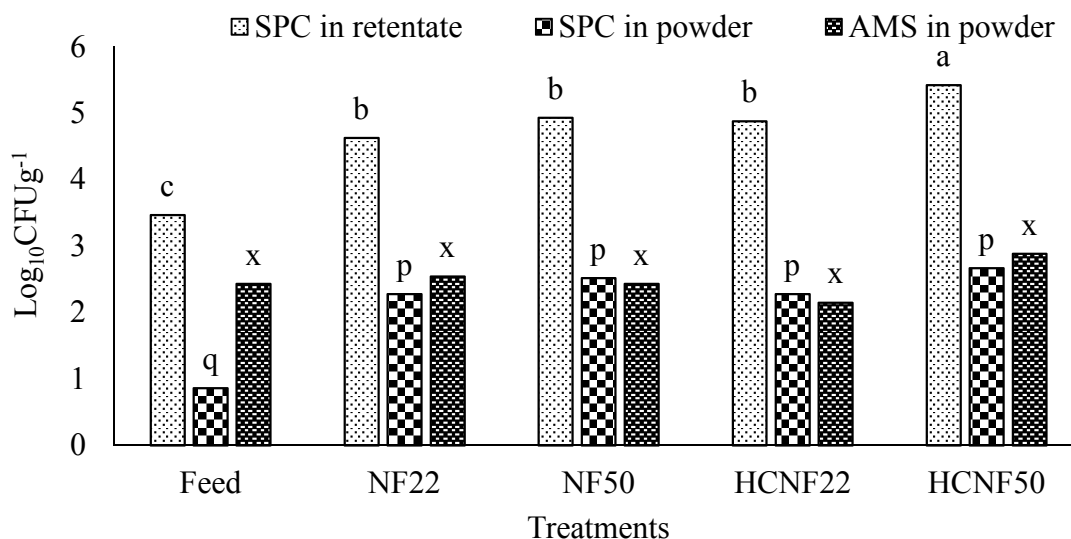 SPC in retentate SPC in powder AMS in powder
6
5
4
3
2
1
0
Log₁₀CFUg⁻¹
c q x
b p x
b p x
b p x
a p x
Feed NF22 NF50 HCNF22 HCNF50
Treatments